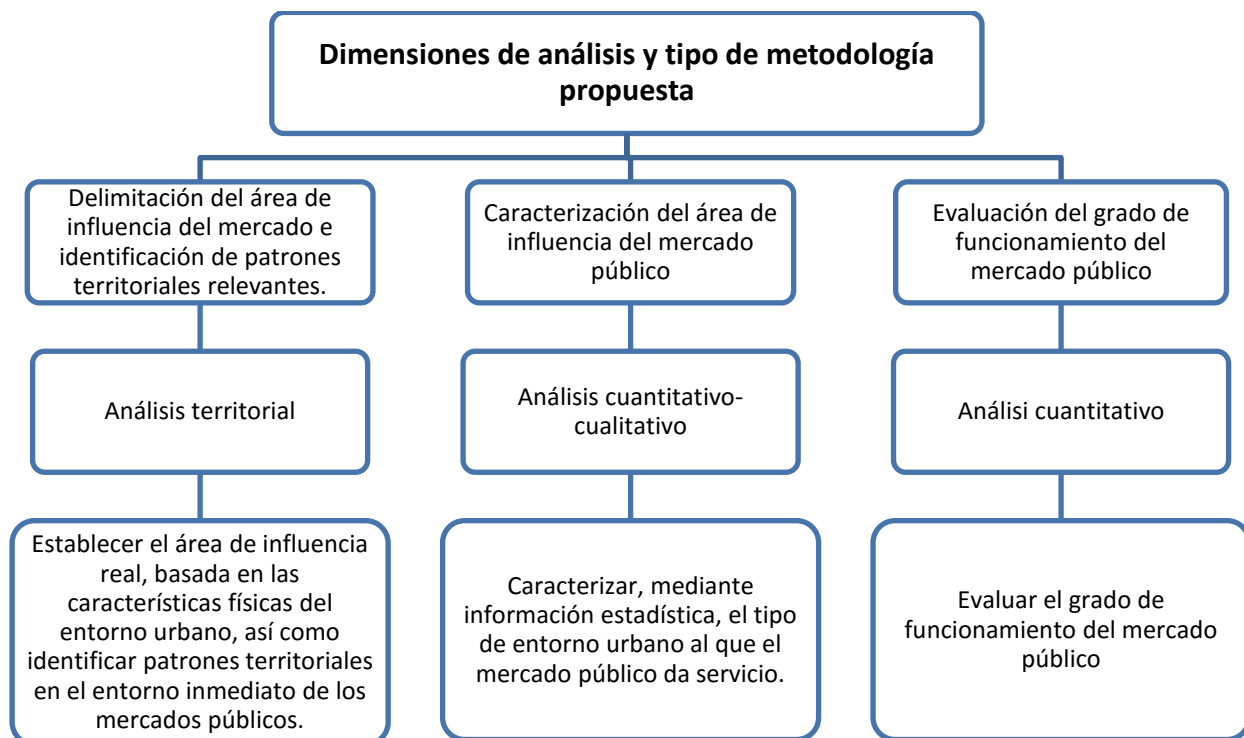 Dimensiones de análisis y tipo de metodología
propuesta
Delimitación del área de
influencia del mercado e
identificación de patrones
territoriales relevantes.
Caracterización del área de
influencia del mercado
público
Evaluación del grado de
funcionamiento del
mercado público
Análisis territorial
Análisis cuantitativo-
cualitativo
Análisi cuantitativo
Establecer el área de influencia
real, basada en las
características físicas del
entorno urbano, así como
identificar patrones territoriales
en el entorno inmediato de los
mercados públicos.
Caracterizar, mediante
información estadística, el tipo
de entorno urbano al que el
mercado público da servicio.
Evaluar el grado de
funcionamiento del mercado
público